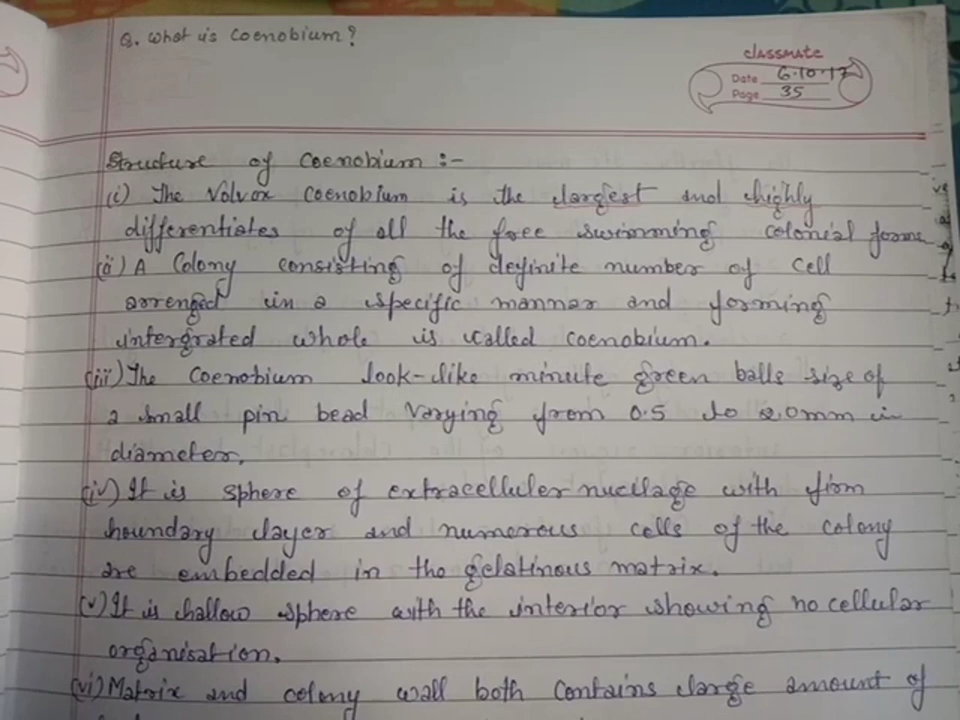 Q. What is Coenobium?
classmate
Date 6.10.17
Page 35
Structure of Coenobium :-
(i) The Volvox Coenobium is the largest and highly
differentiates of all the free swimming colonial forms
(ii) A Colony consisting of definite number of cell
arrenged in a specific mannar and forming
intergrated whole is called coenobium.
(iii) The Coenobium look-like minute green balls size of
a small pin bead varying from 0.5 to 2.0mm in
diameter.
(iv) It is sphere of extracelluler nucilage with firm
boundary layer and numerous cells of the colony
are embedded in the gelatinous matrix.
(v) It is hallow sphere with the interior showing no cellular
organisation.
(vi) Matrix and colony wall both contains large amount of